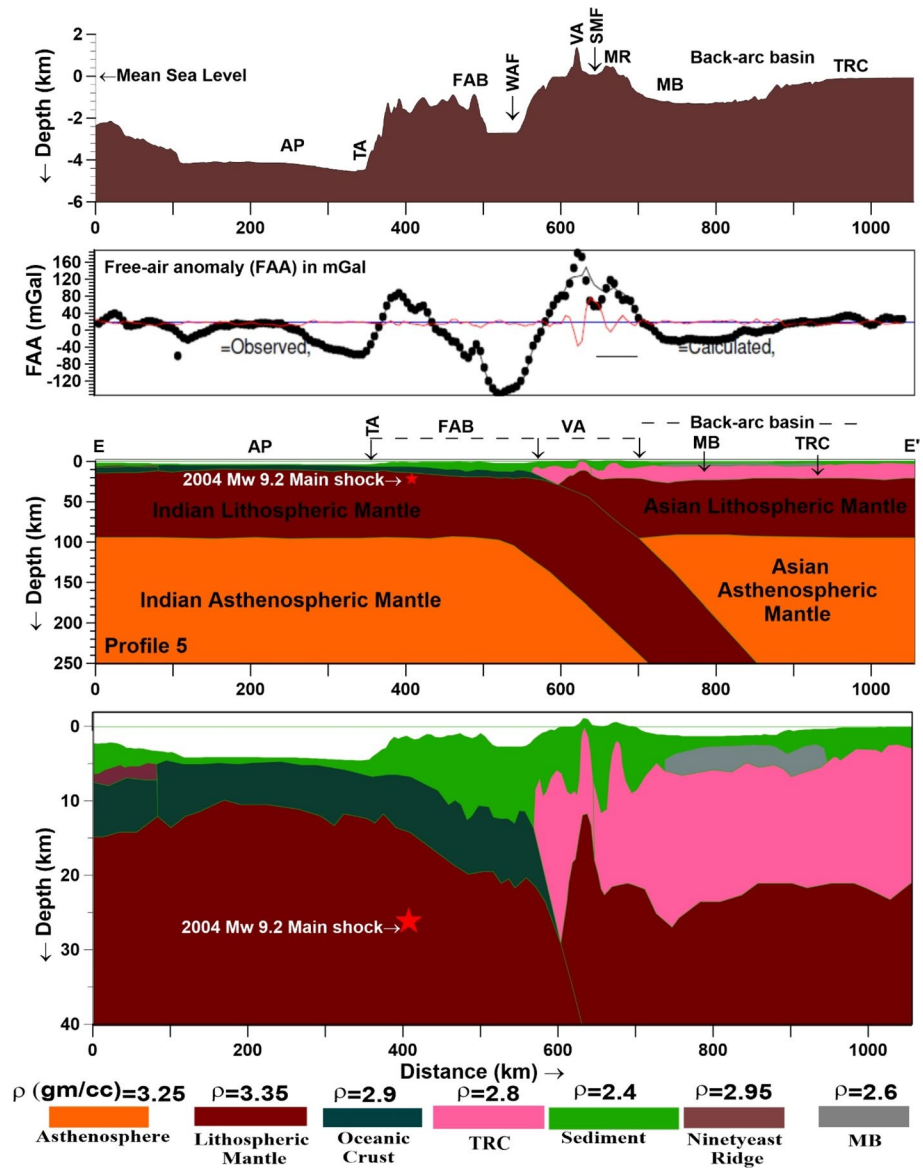 VA
SMF
2
0
-2
-4
-6
← Depth (km)
←Mean Sea Level
AP
TA
FAB
WAF
MR
MB
Back-arc basin
TRC
0 200 400 600 800 1000
160
120
80
40
0
-40
-80
-120
FAA (mGal)
Free-air anomaly (FAA) in mGal
=Observed,
=Calculated,
E
AP
TA
FAB
VA
Back-arc basin
MB
TRC
E'
0
50
100
150
200
250
← Depth (km)
2004 Mw 9.2 Main shock→
Indian Lithospheric Mantle
Asian Lithospheric Mantle
Indian Asthenospheric Mantle
Asian
Asthenospheric
Mantle
Profile 5
0 200 400 600 800 1000
0
10
20
30
40
← Depth (km)
2004 Mw 9.2 Main shock→
0 200 400 600 800 1000
Distance (km) →
ρ (gm/cc)=3.25 ρ=3.35 ρ=2.9 ρ=2.8 ρ=2.4 ρ=2.95 ρ=2.6
Asthenosphere
Lithospheric
Mantle
Oceanic
Crust
TRC
Sediment
Ninetyeast
Ridge
MB